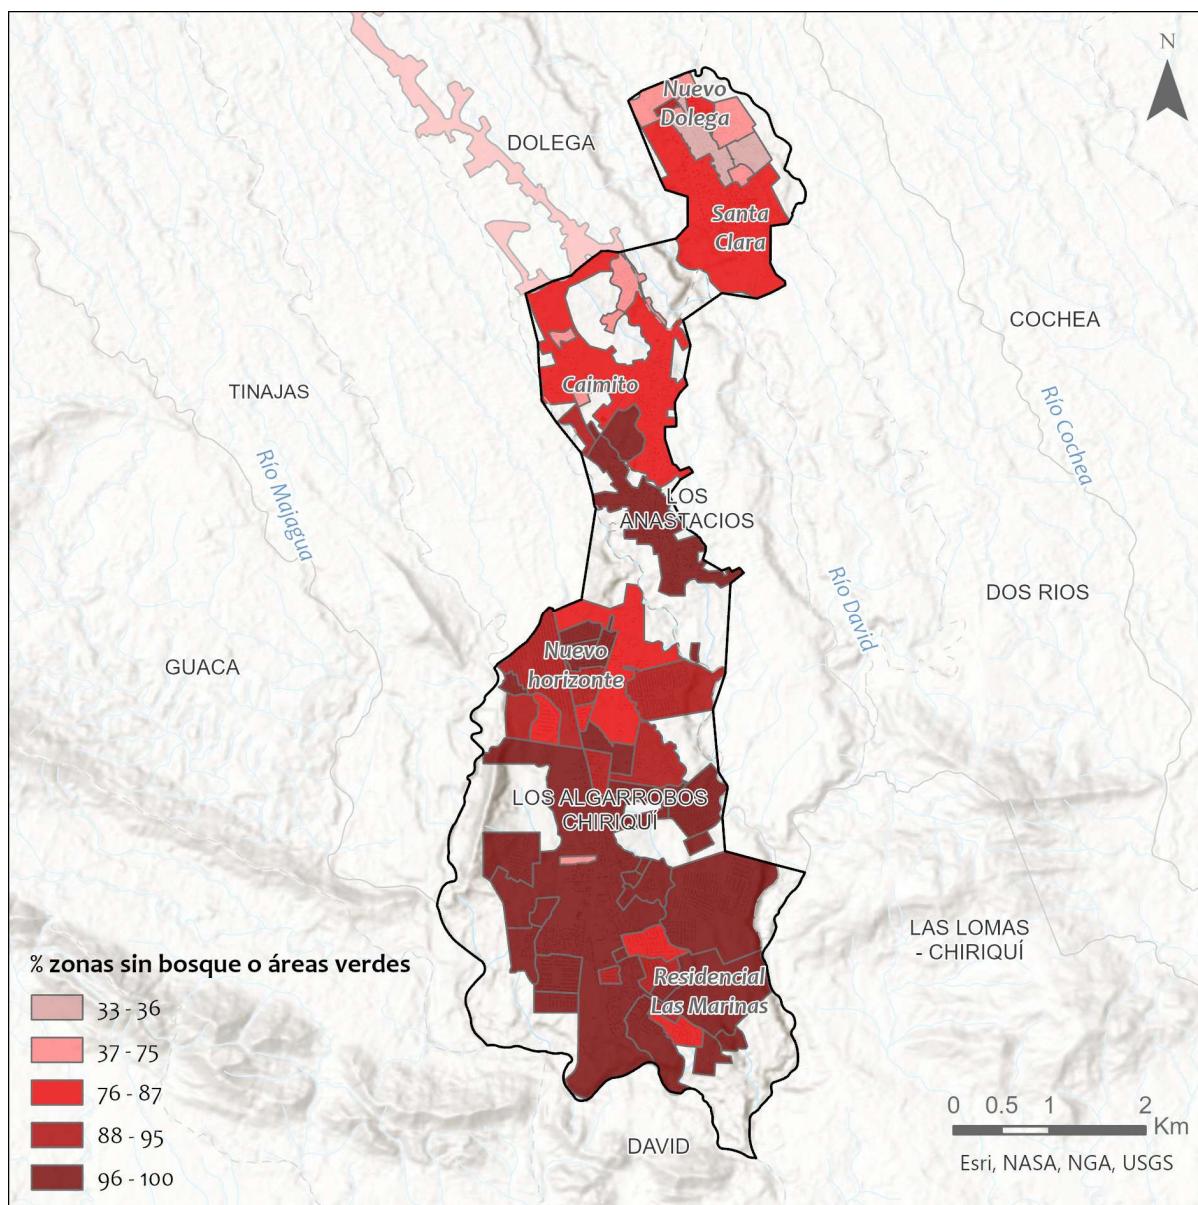 N
Nuevo
Dolega
DOLEGA
Santa
Clara
COCHEA
TINAJAS
Caimito
Río Cochea
Río Majagua
LOS
ANASTACIOS
Río David
DOS RIOS
GUACA
Nuevo
horizonte
LOS ALGARROBOS
CHIRIQUÍ
LAS LOMAS
- CHIRIQUÍ
Residencial
Las Marinas
DAVID
% zonas sin bosque o áreas verdes
33 - 36
37 - 75
76 - 87
88 - 95
96 - 100
0 0.5 1 2
Km
Esri, NASA, NGA, USGS